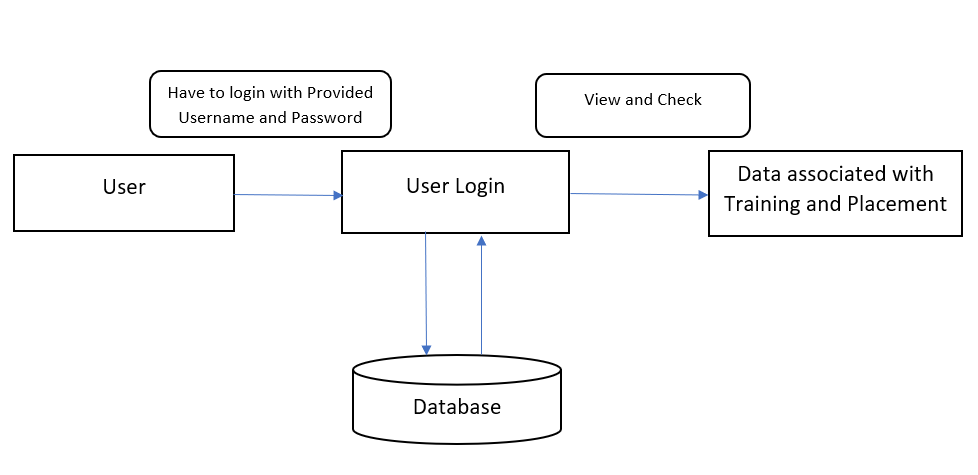 Have to login with Provided
Username and Password
View and Check
User
User Login
Data associated with
Training and Placement
Database